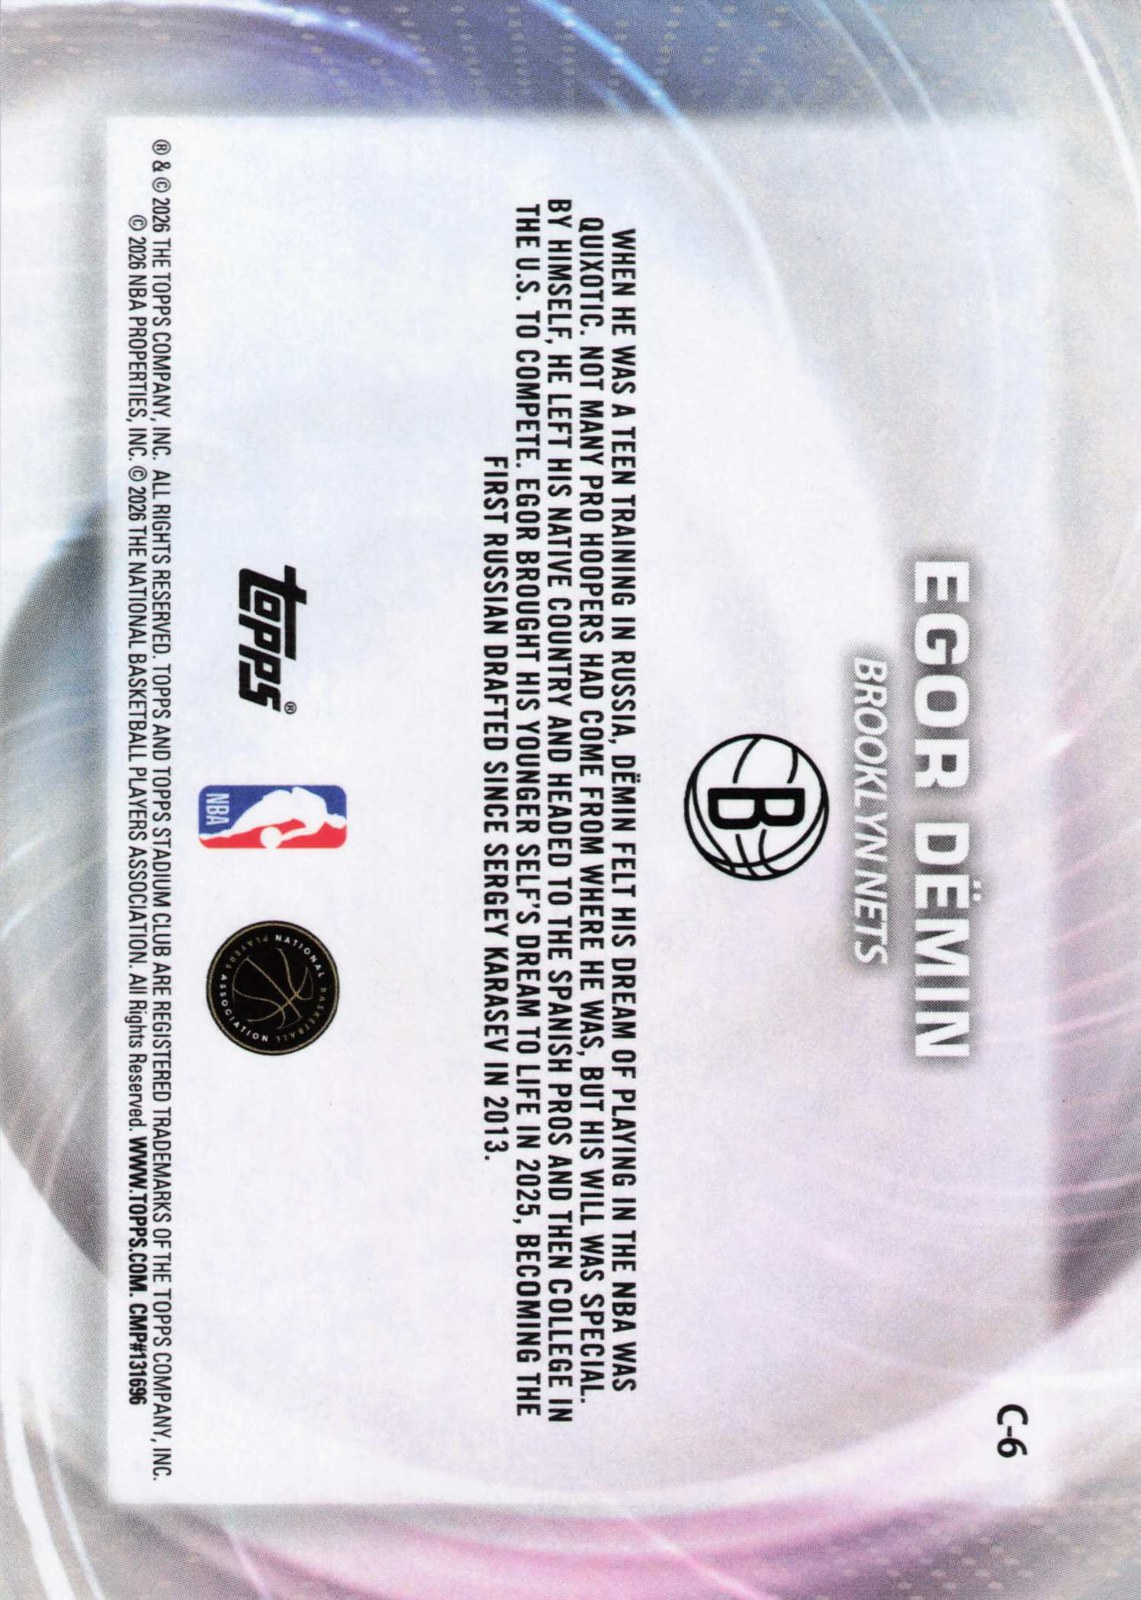 C-6
EGOR DËMIN
BROOKLYN NETS
B
WHEN HE WAS A TEEN TRAINING IN RUSSIA, DËMIN FELT HIS DREAM OF PLAYING IN THE NBA WAS
QUIXOTIC. NOT MANY PRO HOOPERS HAD COME FROM WHERE HE WAS, BUT HIS WILL WAS SPECIAL.
BY HIMSELF, HE LEFT HIS NATIVE COUNTRY AND HEADED TO THE SPANISH PROS AND THEN COLLEGE IN
THE U.S. TO COMPETE. EGOR BROUGHT HIS YOUNGER SELF'S DREAM TO LIFE IN 2025, BECOMING THE
FIRST RUSSIAN DRAFTED SINCE SERGEY KARASEV IN 2013.
topps®
NBA
NATIONAL BASKETBALL PLAYERS ASSOCIATION
® & © 2026 THE TOPPS COMPANY, INC. ALL RIGHTS RESERVED. TOPPS AND TOPPS STADIUM CLUB ARE REGISTERED TRADEMARKS OF THE TOPPS COMPANY, INC.
© 2026 NBA PROPERTIES, INC. © 2026 THE NATIONAL BASKETBALL PLAYERS ASSOCIATION. All Rights Reserved. WWW.TOPPS.COM. CMP#131696